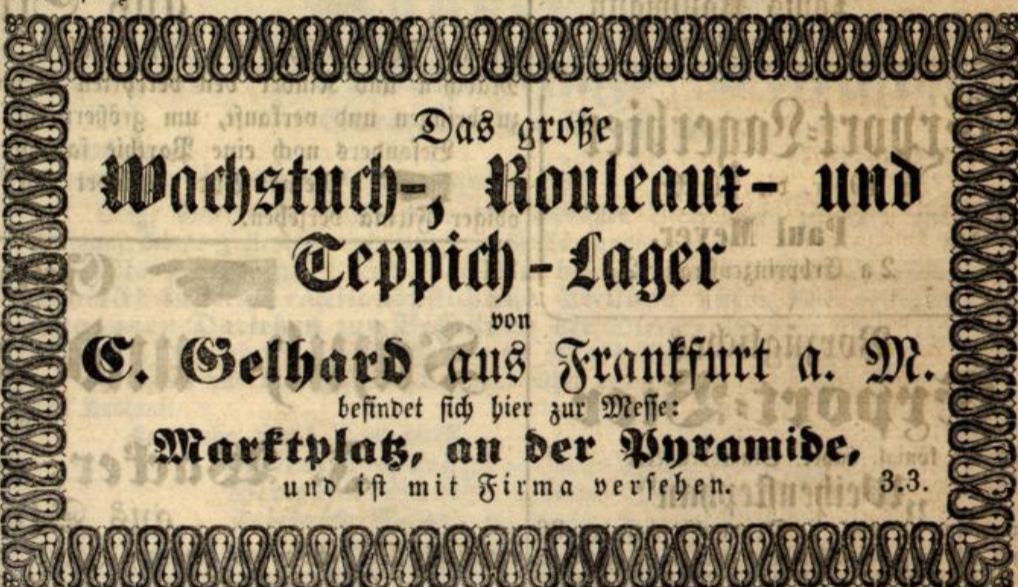 Das große
Wachstuch-, Rouleaux- und
Teppich-Lager
von
C. Gelhard aus Frankfurt a. M.
befindet sich hier zur Messe:
Marktplatz, an der Pyramide,
und ist mit Firma versehen. 3.3.